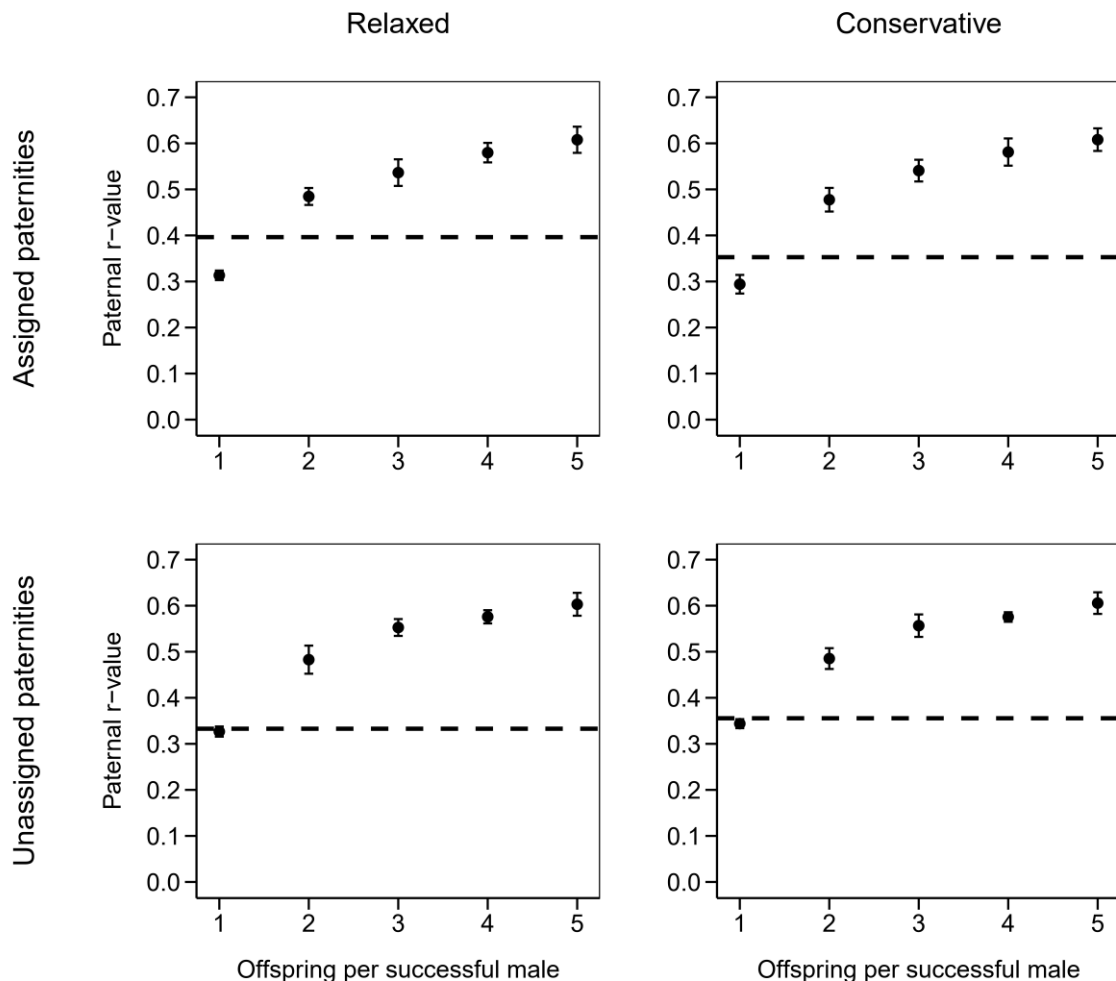 Relaxed
Conservative
Assigned paternities
Paternal r−value
0.7
0.6
0.5
0.4
0.3
0.2
0.1
0.0
1 2 3 4 5
0.7
0.6
0.5
0.4
0.3
0.2
0.1
0.0
1 2 3 4 5
Unassigned paternities
Paternal r−value
0.7
0.6
0.5
0.4
0.3
0.2
0.1
0.0
1 2 3 4 5
Offspring per successful male
0.7
0.6
0.5
0.4
0.3
0.2
0.1
0.0
1 2 3 4 5
Offspring per successful male